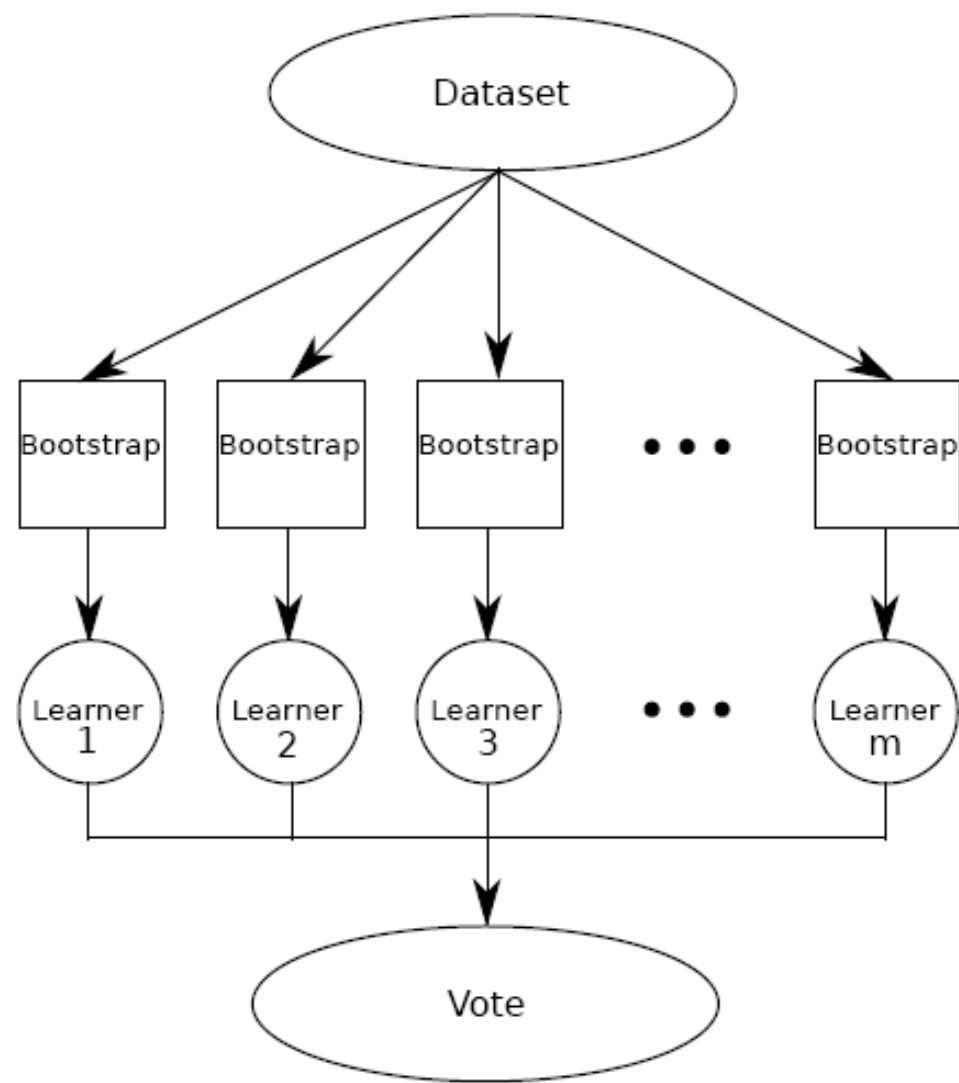 Dataset
Bootstrap Bootstrap Bootstrap ••• Bootstrap
Learner Learner Learner ••• Learner
1 2 3 m
Vote